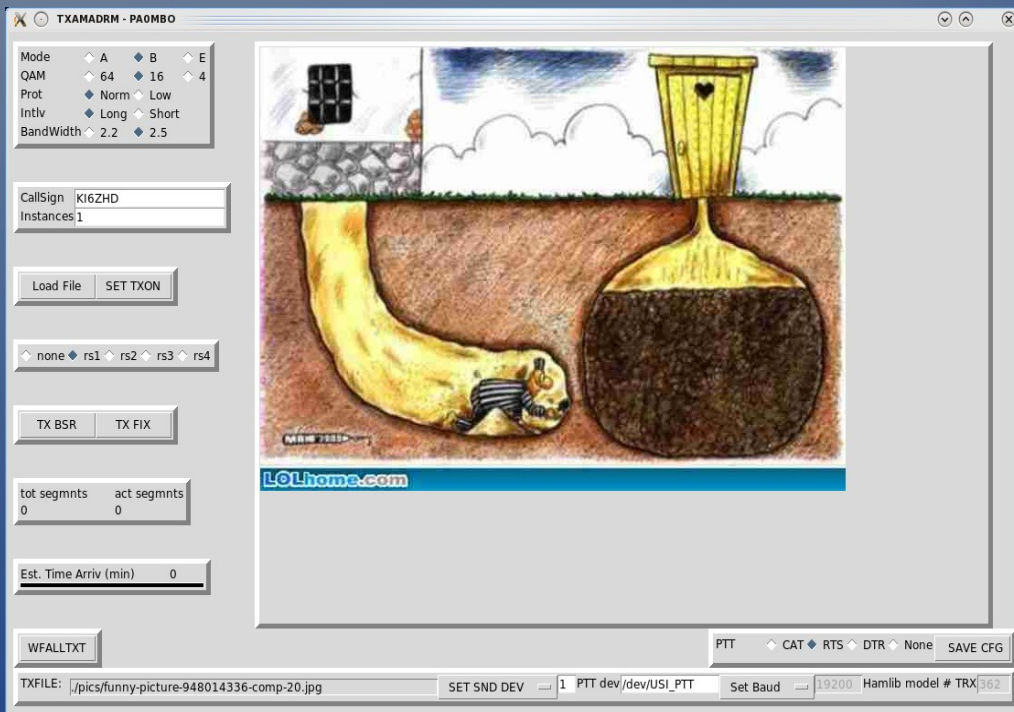 TXAMADRM - PA0MBO
Mode A B E
QAM 64 16 4
Prot Norm Low
Intlv Long Short
BandWidth 2.2 2.5
CallSign KI6ZHD
Instances 1
Load File SET TXON
none rs1 rs2 rs3 rs4
TX BSR TX FIX
tot segmnts act segmnts
0 0
Est. Time Arriv (min) 0
LOLhome.com
WFALLTXT
PTT CAT RTS DTR None SAVE CFG
TXFILE: ./pics/funny-picture-948014336-comp-20.jpg SET SND DEV 1 PTT dev /dev/USI_PTT Set Baud 19200 Hamlib model # TRX 362